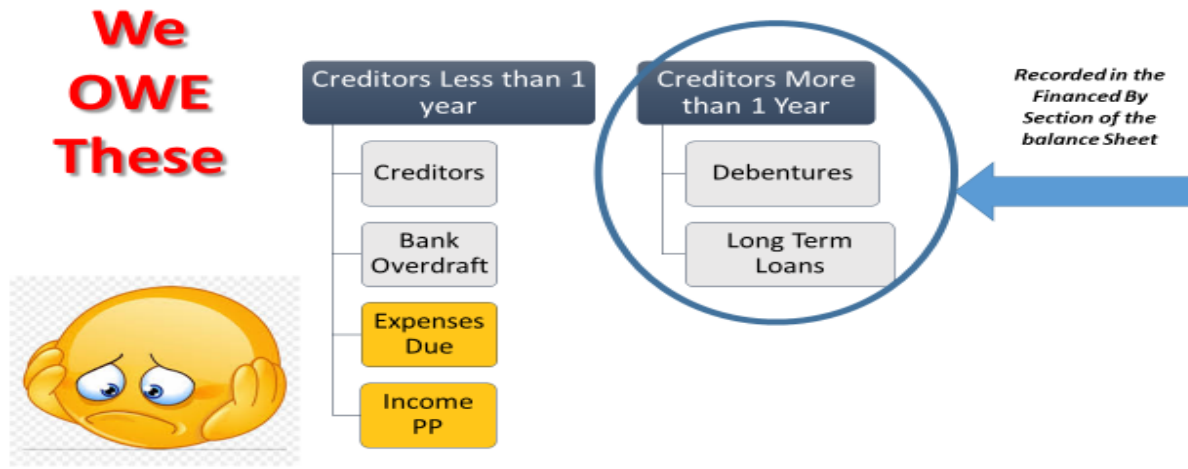 We
OWE
These
Creditors Less than 1
year
Creditors
Bank
Overdraft
Expenses
Due
Income
PP
Creditors More
than 1 Year
Debentures
Long Term
Loans
Recorded in the
Financed By
Section of the
balance Sheet